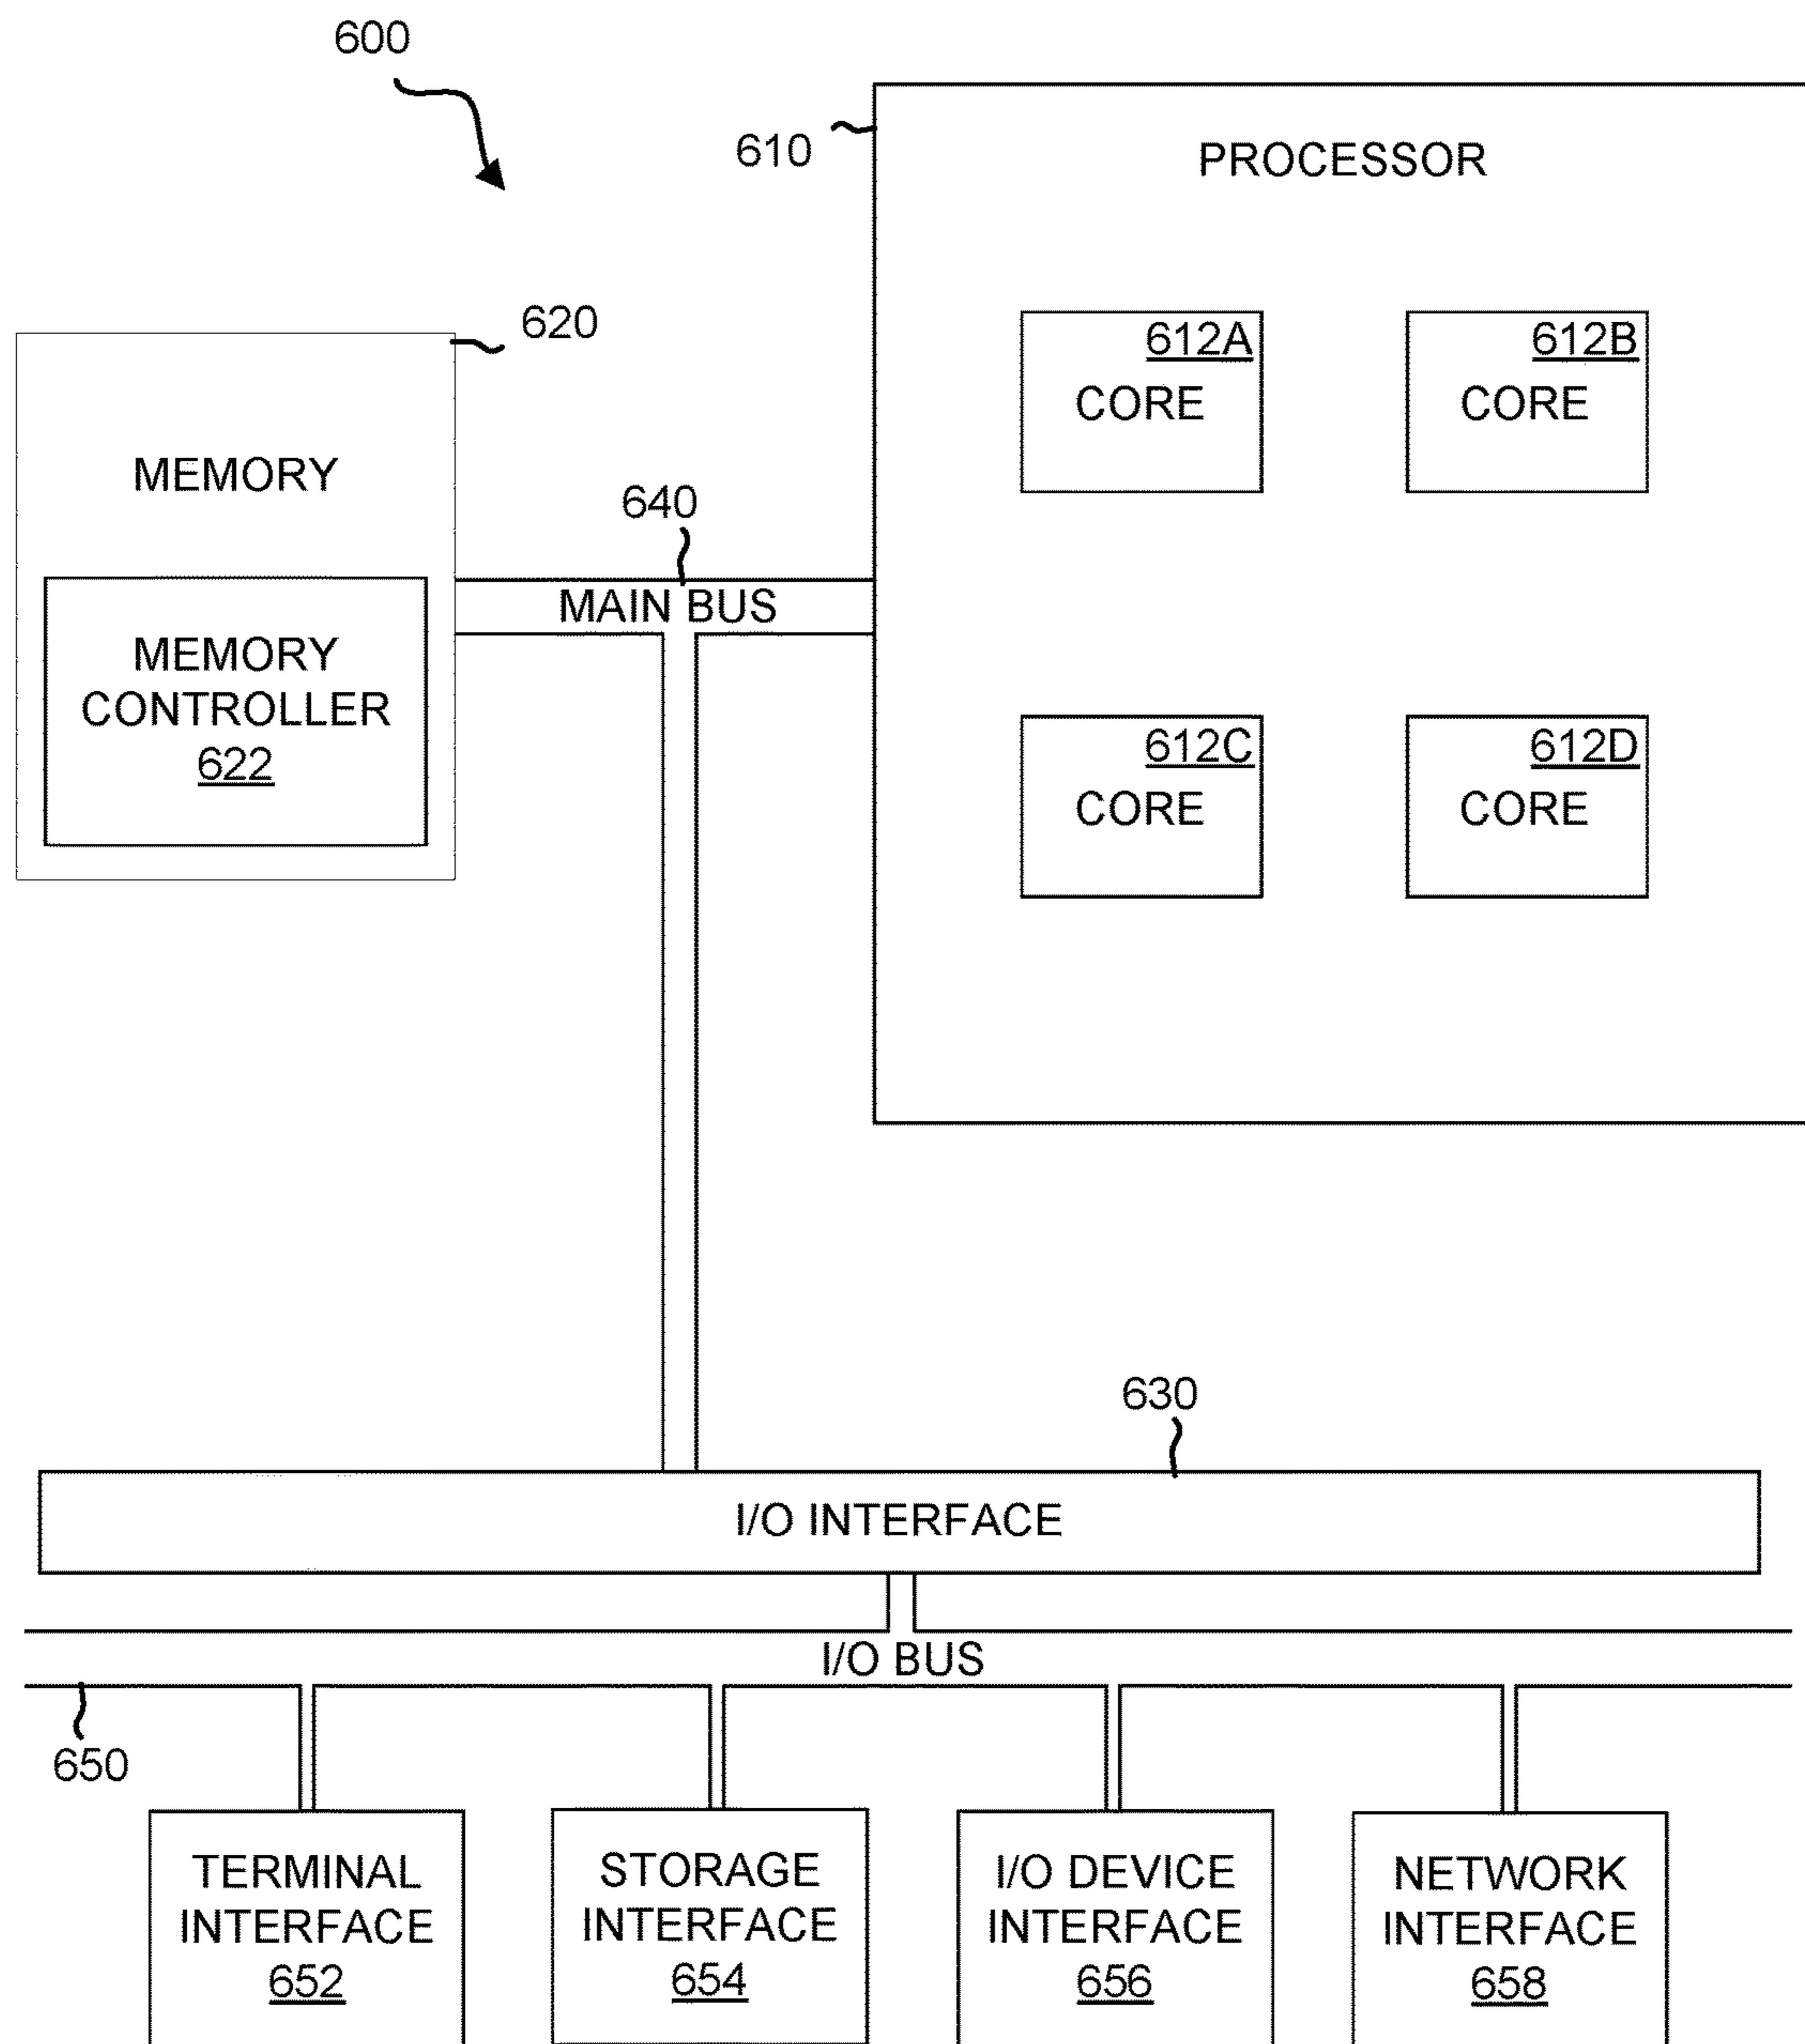 600
610
PROCESSOR
620
612A
CORE
612B
CORE
MEMORY
640
MAIN BUS
MEMORY
CONTROLLER
622
612C
CORE
612D
CORE
630
I/O INTERFACE
I/O BUS
650
TERMINAL
INTERFACE
652
STORAGE
INTERFACE
654
I/O DEVICE
INTERFACE
656
NETWORK
INTERFACE
658